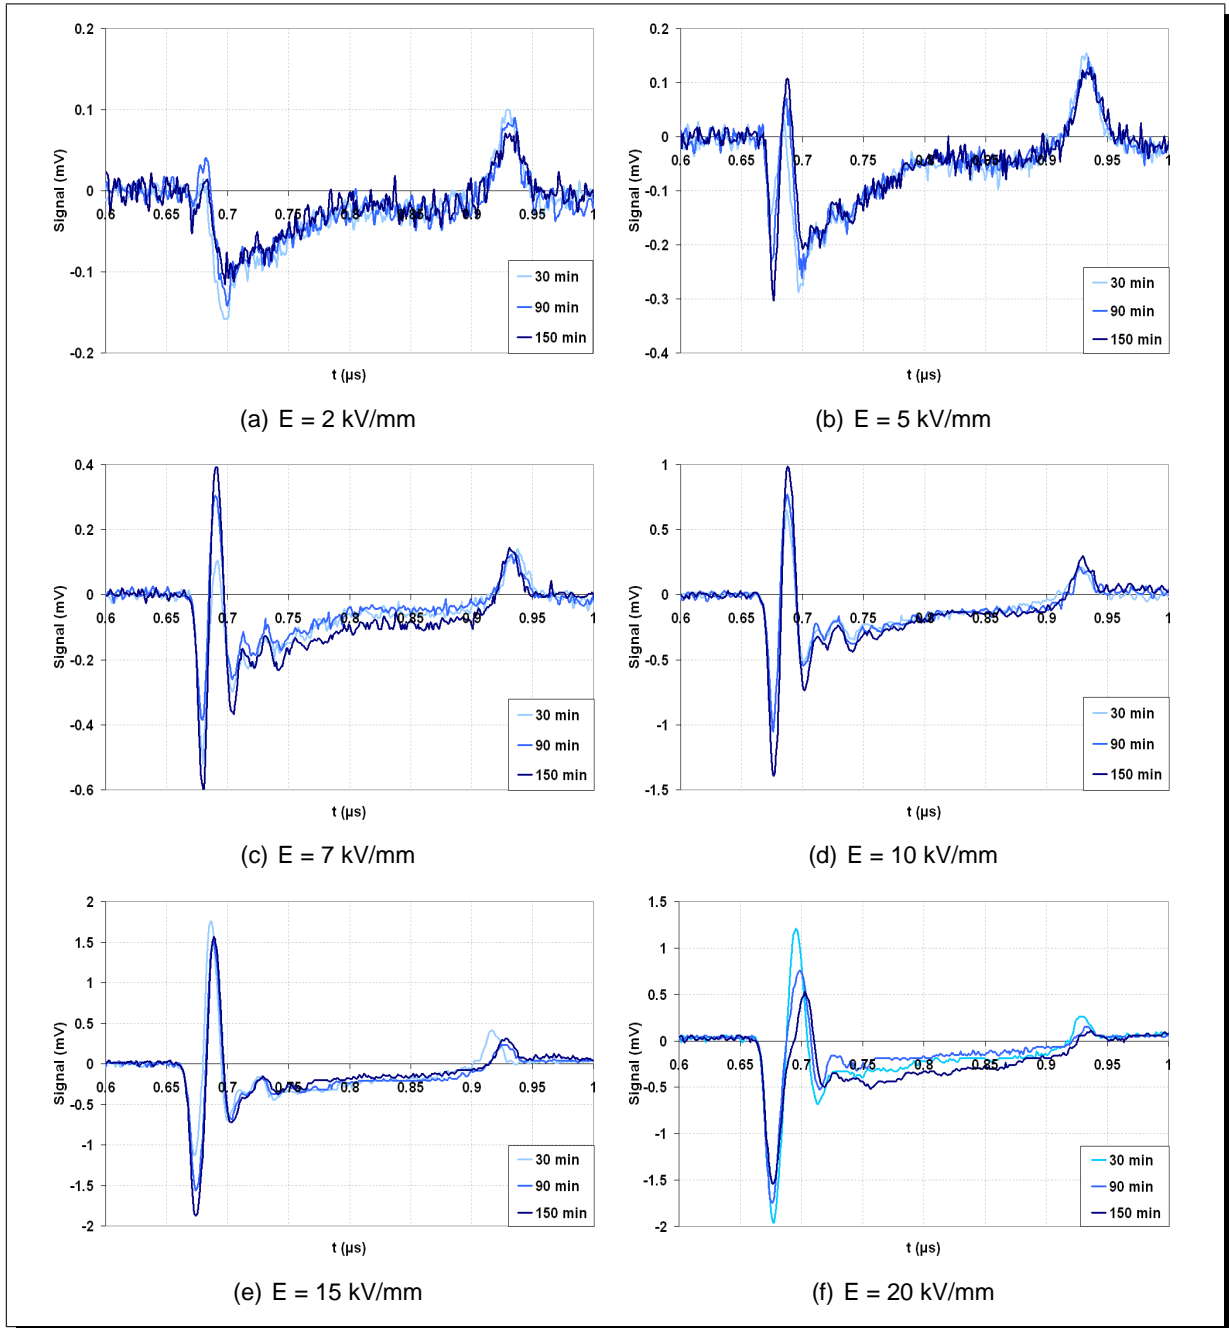 0.2
0.1
0
-0.1
-0.2
Signal (mV)
0.6 0.65 0.7 0.75 0.8 0.85 0.9 0.95 1
t (µs)
30 min
90 min
150 min
(a) E = 2 kV/mm
0.2
0.1
0
-0.1
-0.2
-0.3
-0.4
Signal (mV)
0.6 0.65 0.7 0.75 0.8 0.85 0.9 0.95 1
t (µs)
30 min
90 min
150 min
(b) E = 5 kV/mm
0.4
0.2
0
-0.2
-0.4
-0.6
Signal (mV)
0.6 0.65 0.7 0.75 0.8 0.85 0.9 0.95 1
t (µs)
30 min
90 min
150 min
(c) E = 7 kV/mm
1
0.5
0
-0.5
-1
-1.5
Signal (mV)
0.6 0.65 0.7 0.75 0.8 0.85 0.9 0.95 1
t (µs)
30 min
90 min
150 min
(d) E = 10 kV/mm
2
1.5
1
0.5
0
-0.5
-1
-1.5
-2
Signal (mV)
0.6 0.65 0.7 0.75 0.8 0.85 0.9 0.95 1
t (µs)
30 min
90 min
150 min
(e) E = 15 kV/mm
1.5
1
0.5
0
-0.5
-1
-1.5
-2
Signal (mV)
0.6 0.65 0.7 0.75 0.8 0.85 0.9 0.95 1
t (µs)
30 min
90 min
150 min
(f) E = 20 kV/mm